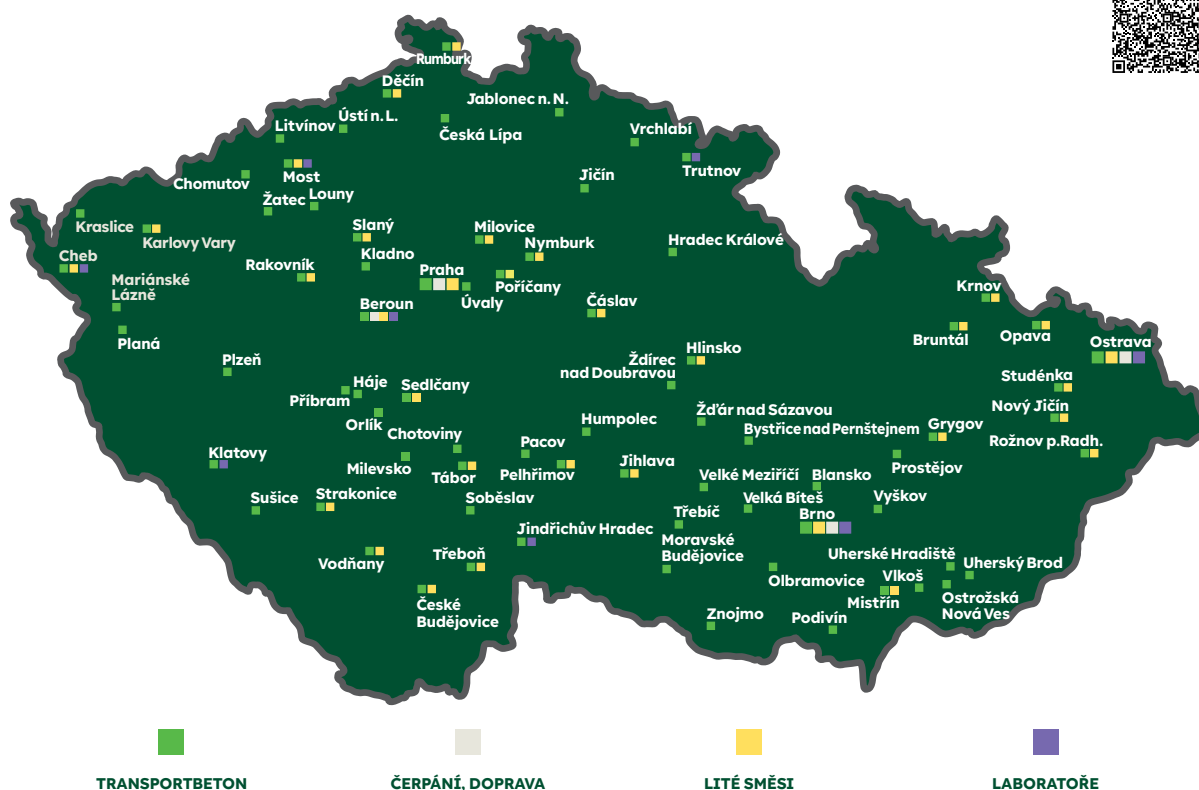 Rumburk
Děčín
Jablonec n. N.
Ústí n. L.
Litvínov
Česká Lípa
Vrchlabí
Most
Chomutov
Trutnov
Jičín
Žatec
Louny
Kraslice
Karlovy Vary
Slaný
Milovice
Nymburk
Hradec Králové
Cheb
Kladno
Rakovník
Praha
Poříčany
Mariánské
Lázně
Úvaly
Krnov
Beroun
Čáslav
Planá
Bruntál
Opava
Ostrava
Hlinsko
Plzeň
Ždírec
nad Doubravou
Studénka
Háje
Sedlčany
Příbram
Nový Jičín
Orlík
Humpolec
Žďár nad Sázavou
Bystřice nad Pernštejnem
Grygov
Chotoviny
Pacov
Rožnov p.Radh.
Klatovy
Milevsko
Jihlava
Prostějov
Tábor
Pelhřimov
Velké Meziříčí
Blansko
Sušice
Strakonice
Soběslav
Velká Bíteš
Vyškov
Třebíč
Brno
Jindřichův Hradec
Moravské
Budějovice
Vodňany
Třeboň
Uherské Hradiště
Uherský Brod
Olbramovice
Vlkoš
České
Budějovice
Mistřín
Ostrožská
Nová Ves
Znojmo
Podivín
TRANSPORTBETON
ČERPÁNÍ, DOPRAVA
LITÉ SMĚSI
LABORATOŘE